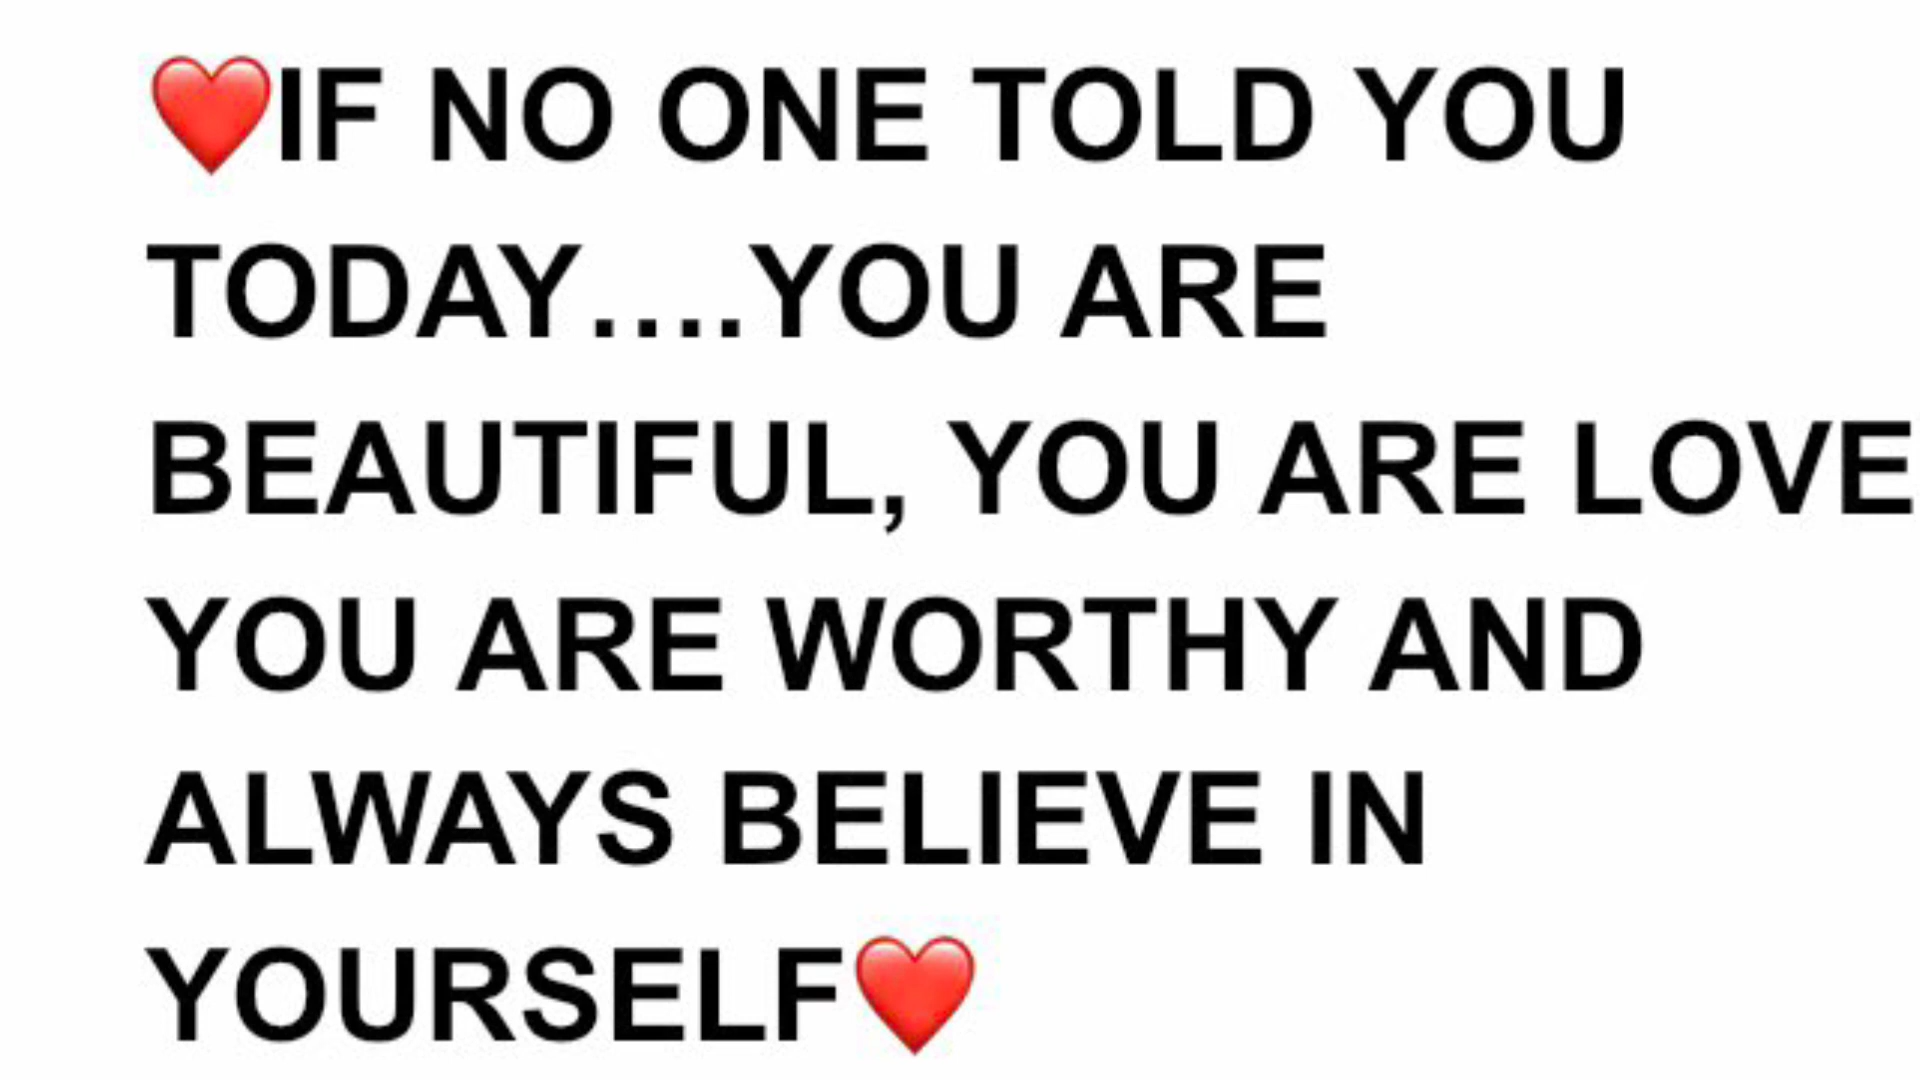 ❤️IF NO ONE TOLD YOU
TODAY….YOU ARE
BEAUTIFUL, YOU ARE LOVE
YOU ARE WORTHY AND
ALWAYS BELIEVE IN
YOURSELF❤️